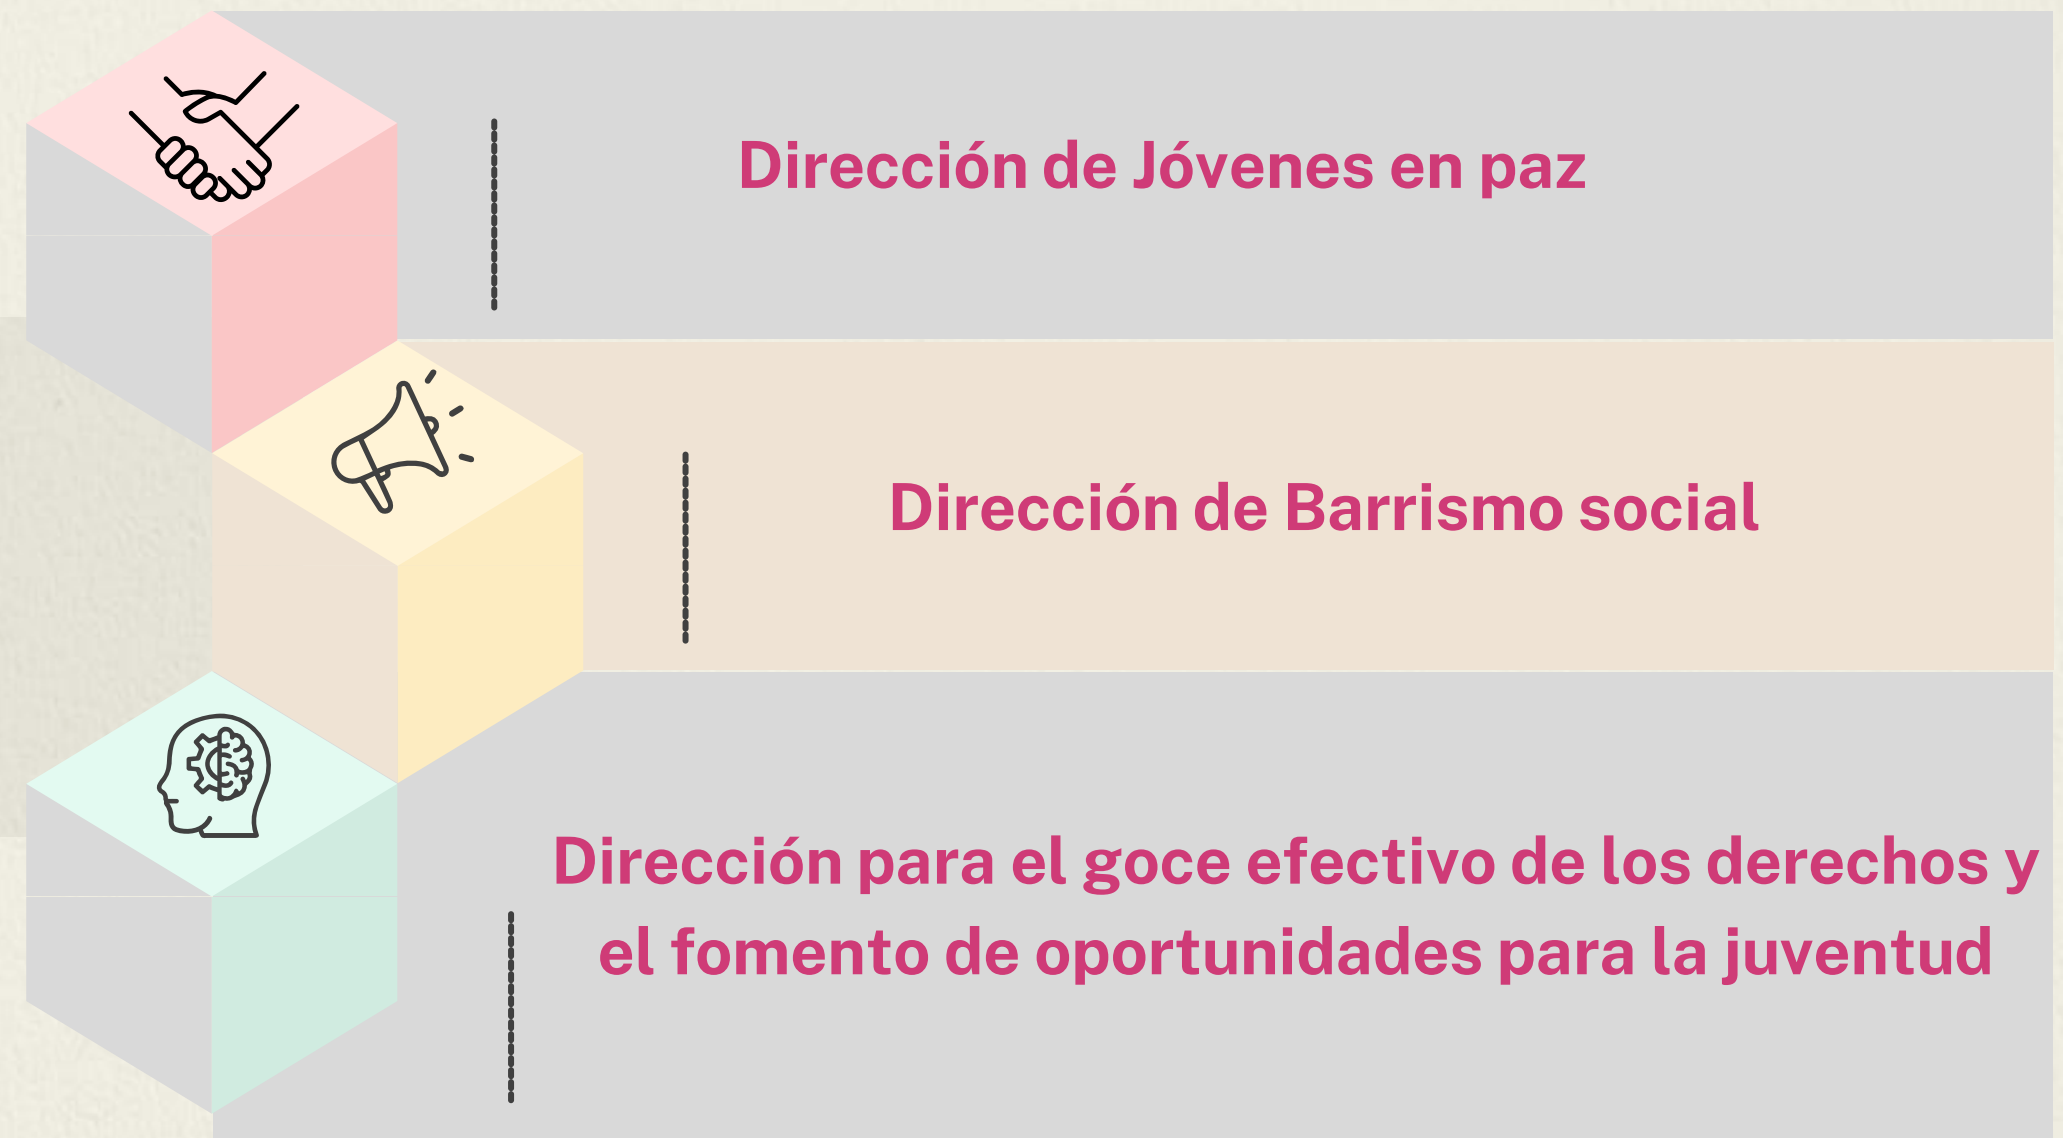 Dirección de Jóvenes en paz
Dirección de Barrismo social
Dirección para el goce efectivo de los derechos y
el fomento de oportunidades para la juventud